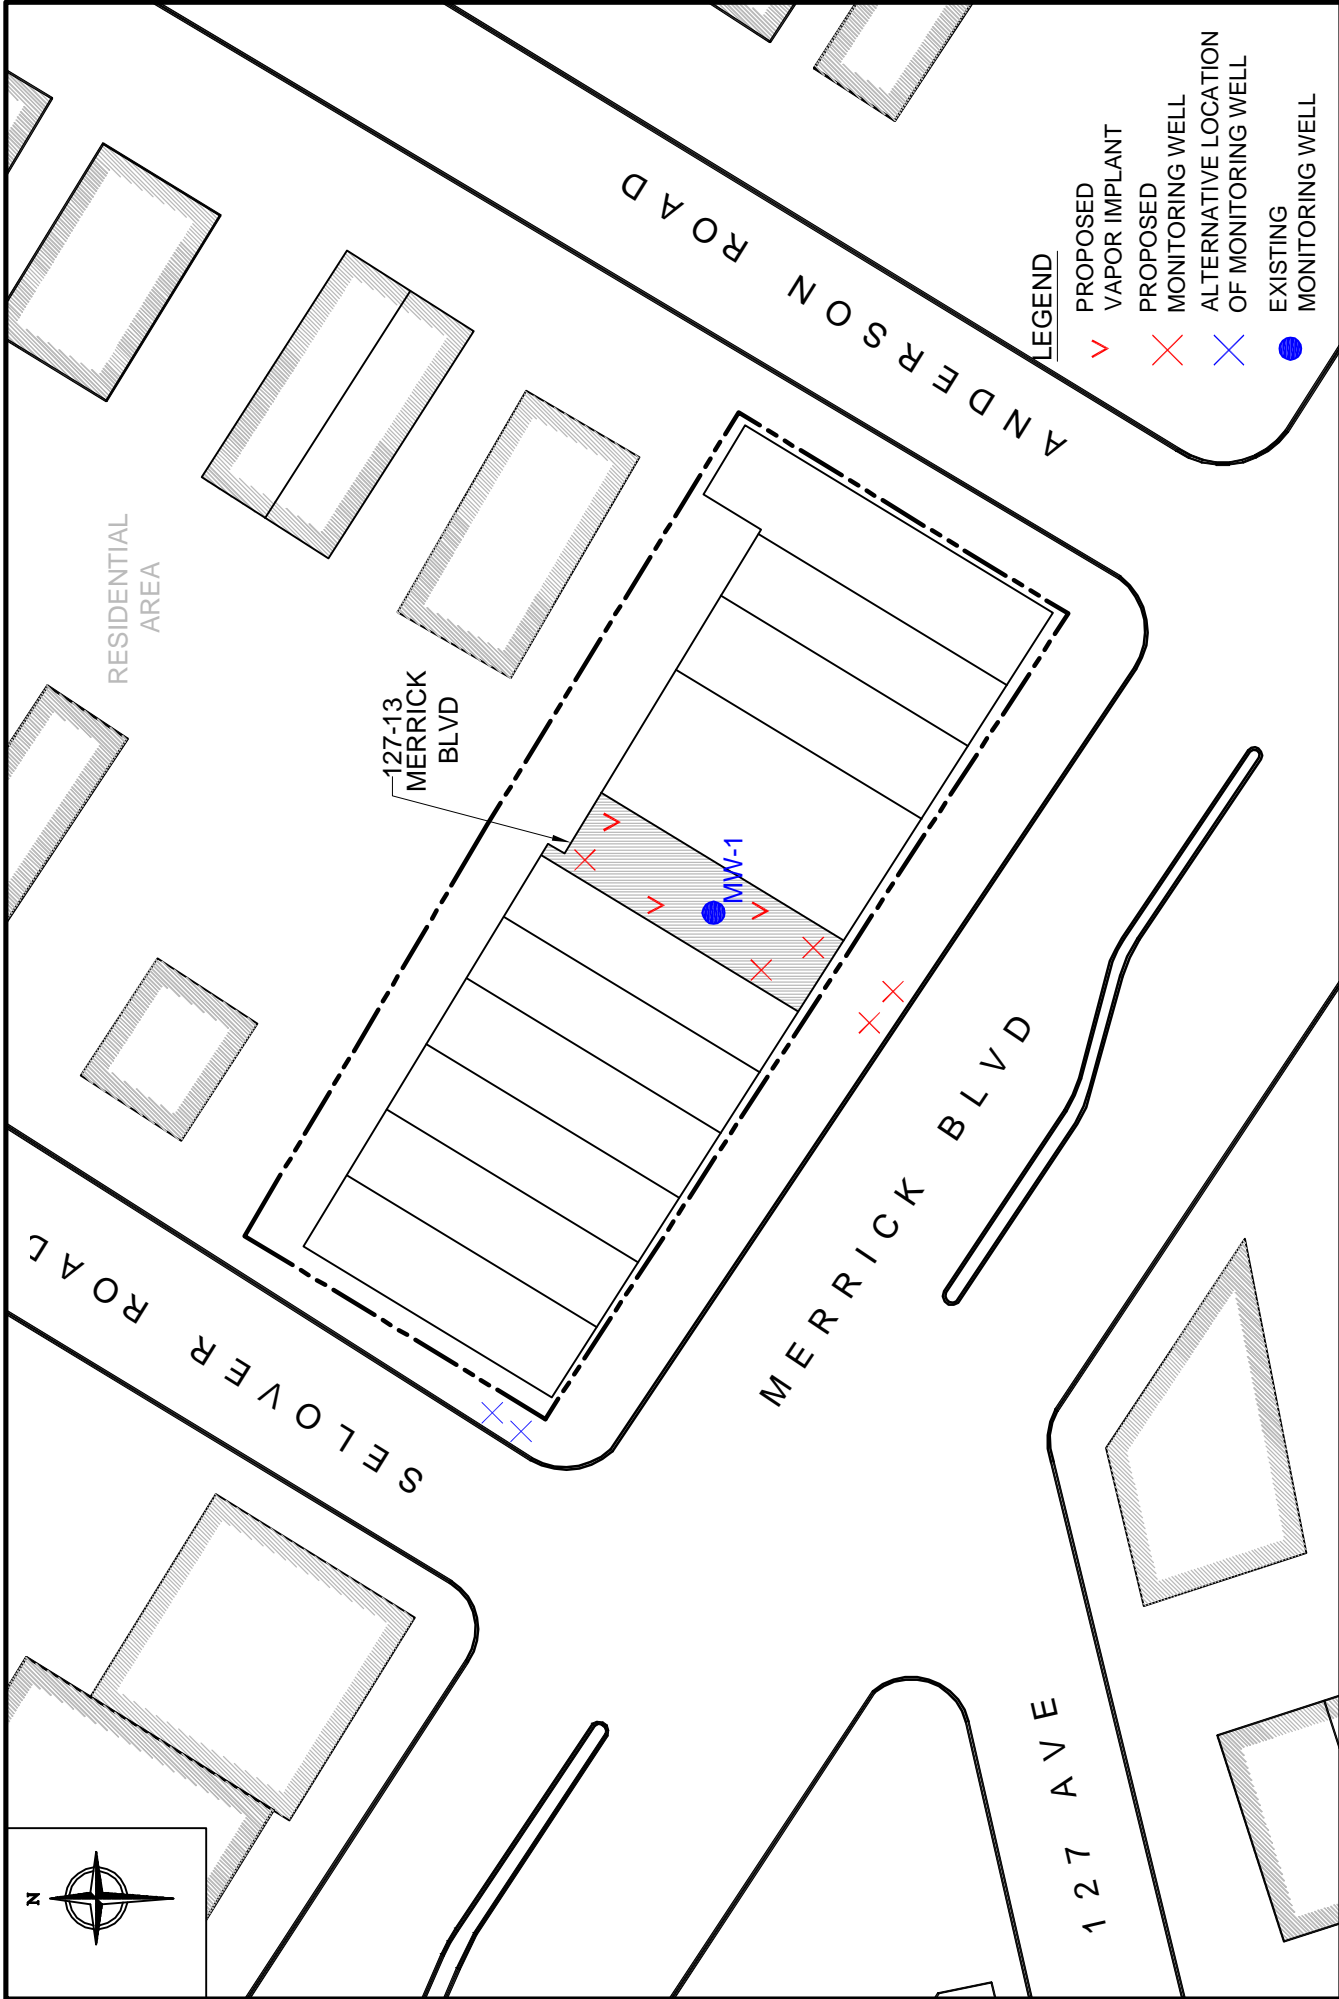 N
RESIDENTIAL
AREA
127-13
MERRICK
BLVD
MW-1
SELOVER ROAD
ANDERSON ROAD
MERRICK BLVD
127 AVE
LEGEND
PROPOSED
VAPOR IMPLANT
PROPOSED
MONITORING WELL
ALTERNATIVE LOCATION
OF MONITORING WELL
EXISTING
MONITORING WELL